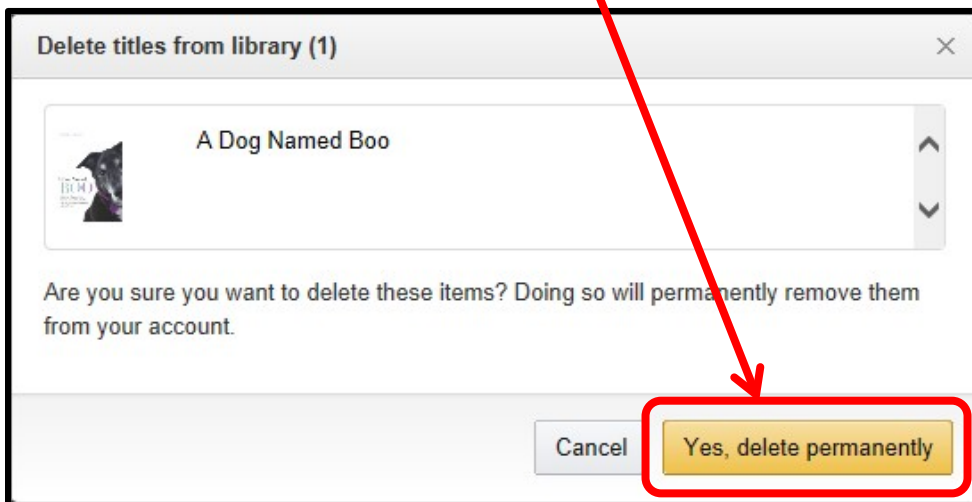 Delete titles from library (1)
A Dog Named Boo
BOO
Are you sure you want to delete these items? Doing so will permanently remove them
from your account.
Cancel
Yes, delete permanently